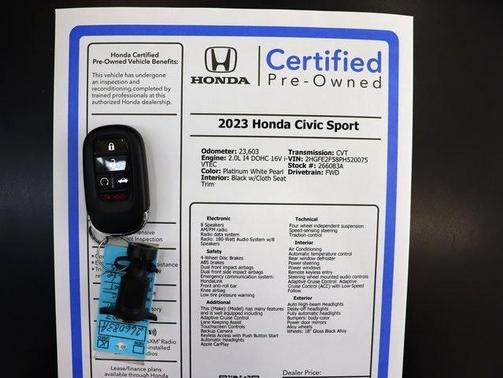 Honda Certified
Pre-Owned Vehicle Benefits:
This vehicle has undergone
an inspection and
reconditioning completed by
trained professionals at this
authorized Honda dealership.
HONDA
Certified
Pre-Owned
2023 Honda Civic Sport
Odometer: 23,603
Engine: 2.0L I4 DOHC 16V i-
VTEC
Color: Platinum White Pearl
Interior: Black w/Cloth Seat
Trim
Transmission: CVT
VIN: 2HGFE2F58PH520075
Stock #: 266083A
Drivetrain: FWD
Electronic
8 Speakers
AM/FM radio
Radio data system
Radio: 180-Watt Audio System w/8
Speakers
Safety
4-Wheel Disc Brakes
ABS brakes
Dual front impact airbags
Dual front side impact airbags
Emergency communication system:
HondaLink
Front anti-roll bar
Knee airbag
Low tire pressure warning
Additional
This (Make) (Model) has many features
and is well equipped including
Adaptive Cruise Control
Lane Keeping Assist
Touchscreen Controls
Backup Camera
Keyless Access with Push Button Start
Automatic Headlights
Apple CarPlay
Technical
Four wheel independent suspension
Speed-sensing steering
Traction control
Interior
Air Conditioning
Automatic temperature control
Rear window defroster
Power steering
Power windows
Remote keyless entry
Steering wheel mounted audio controls
Adaptive Cruise Control: Adaptive
Cruise Control (ACC) with Low-Speed
Follow
Exterior
Auto High-beam Headlights
Delay-off headlights
Fully automatic headlights
Bumpers: body-color
Power door mirrors
Alloy wheels
Wheels: 18" Gloss Black Alloy
Inspection
Radio
installed
Lease/finance plans
available through Honda
Dealer Price: